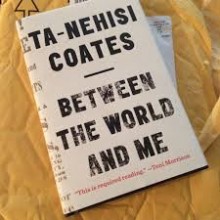 TA-NEHISI
COATES
BETWEEN
THE WORLD
AND ME
"This is required reading." —Toni Morrison